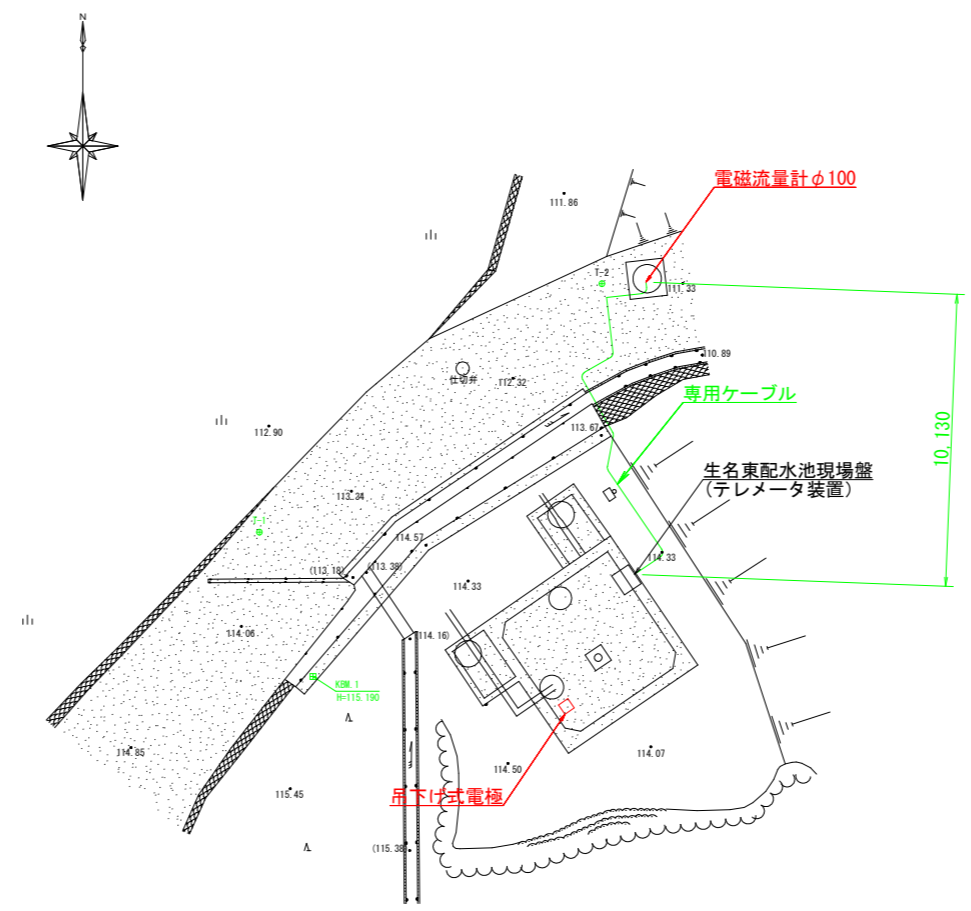 N
電磁流量計φ100
111.86
T-2
111.33
110.89
仕切弁
112.32
専用ケーブル
10,130
112.90
113.67
生名東配水池現場盤
(テレメータ装置)
113.34
T-1
114.57
114.33
(113.18)
(113.38)
114.33
114.06
(114.16)
KBM.1
H=115.190
114.85
114.50
114.07
115.45
吊下げ式電極
(115.38)